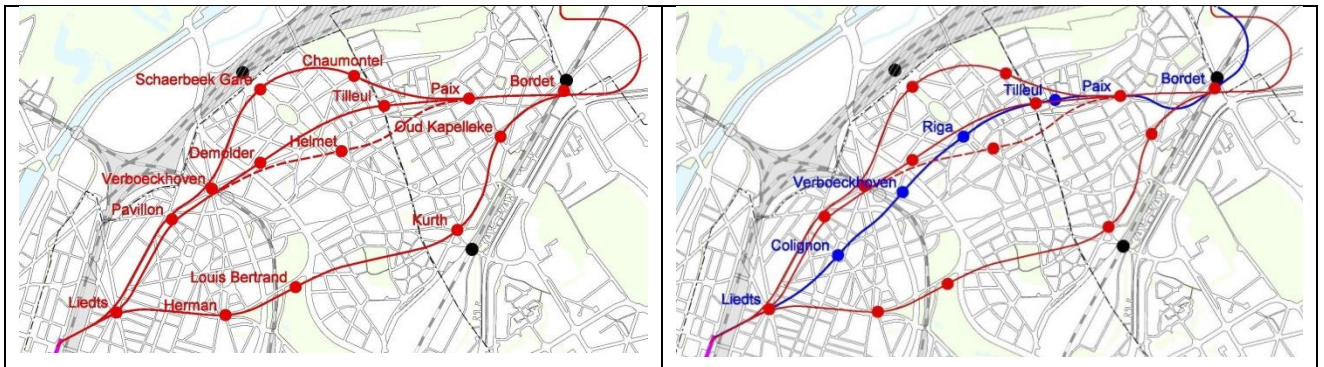 Chaumontel
Schaerbeek Gare
Bordet
Paix
Tilleul
Oud Kapelleke
Helmet
Demolder
Verboeckhoven
Pavillon
Kurth
Louis Bertrand
Liedts
Herman
Bordet
Paix
Tilleul
Riga
Verboeckhoven
Colignon
Liedts